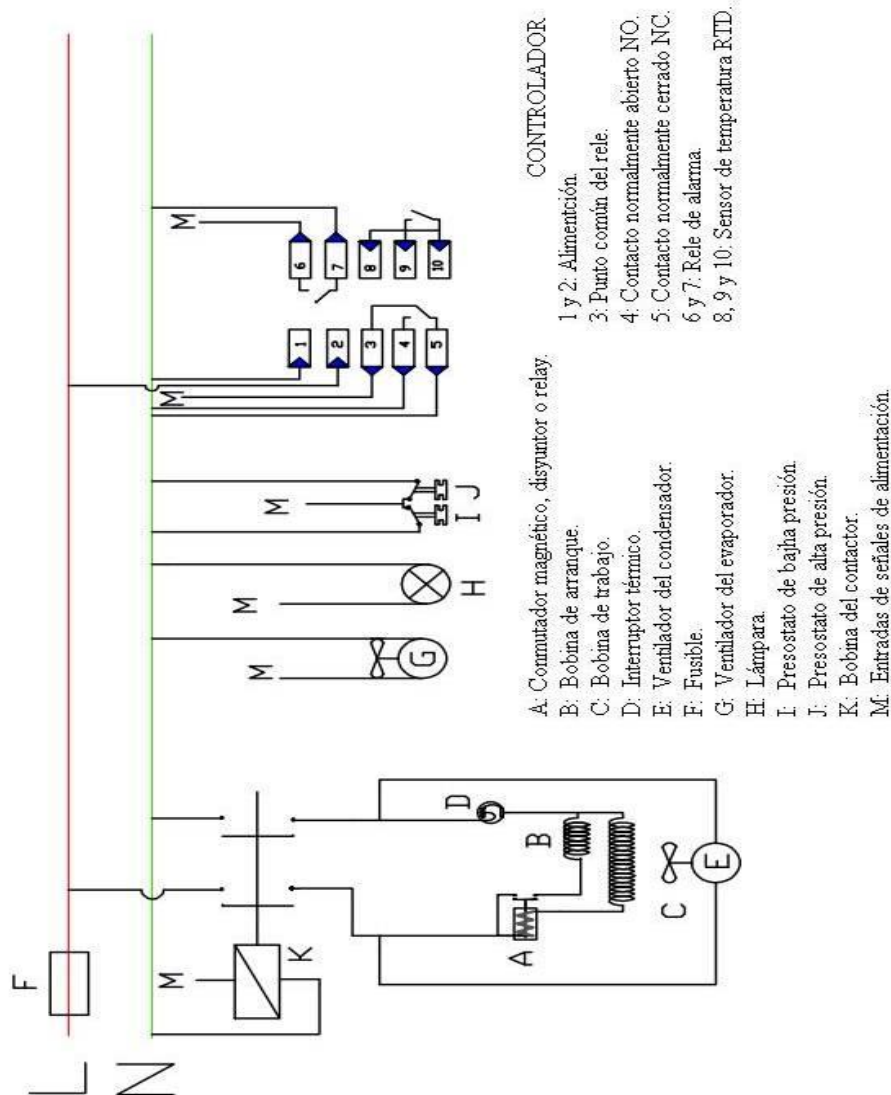 L
N
F
M
K
A
B
C
D
E
M
G
M
H
M
I J
M
1
2
3
4
5
M
6
7
8
9
10
A: Conmutador magnético, disyuntor o relay.
B: Bobina de arranque.
C: Bobina de trabajo.
D: Interruptor térmico.
E: Ventilador del condensador.
F: Fusible.
G: Ventilador del evaporador.
H: Lámpara.
I: Presostato de bajha presión.
J: Presostato de alta presión.
K: Bobina del contactor.
M: Entradas de señales de alimentación.
CONTROLADOR
1 y 2: Alimentción.
3: Punto común del rele.
4: Contacto normalmente abierto NO.
5: Contacto normalmente cerrado NC.
6 y 7: Rele de alarma.
8, 9 y 10: Sensor de temperatura RTD.